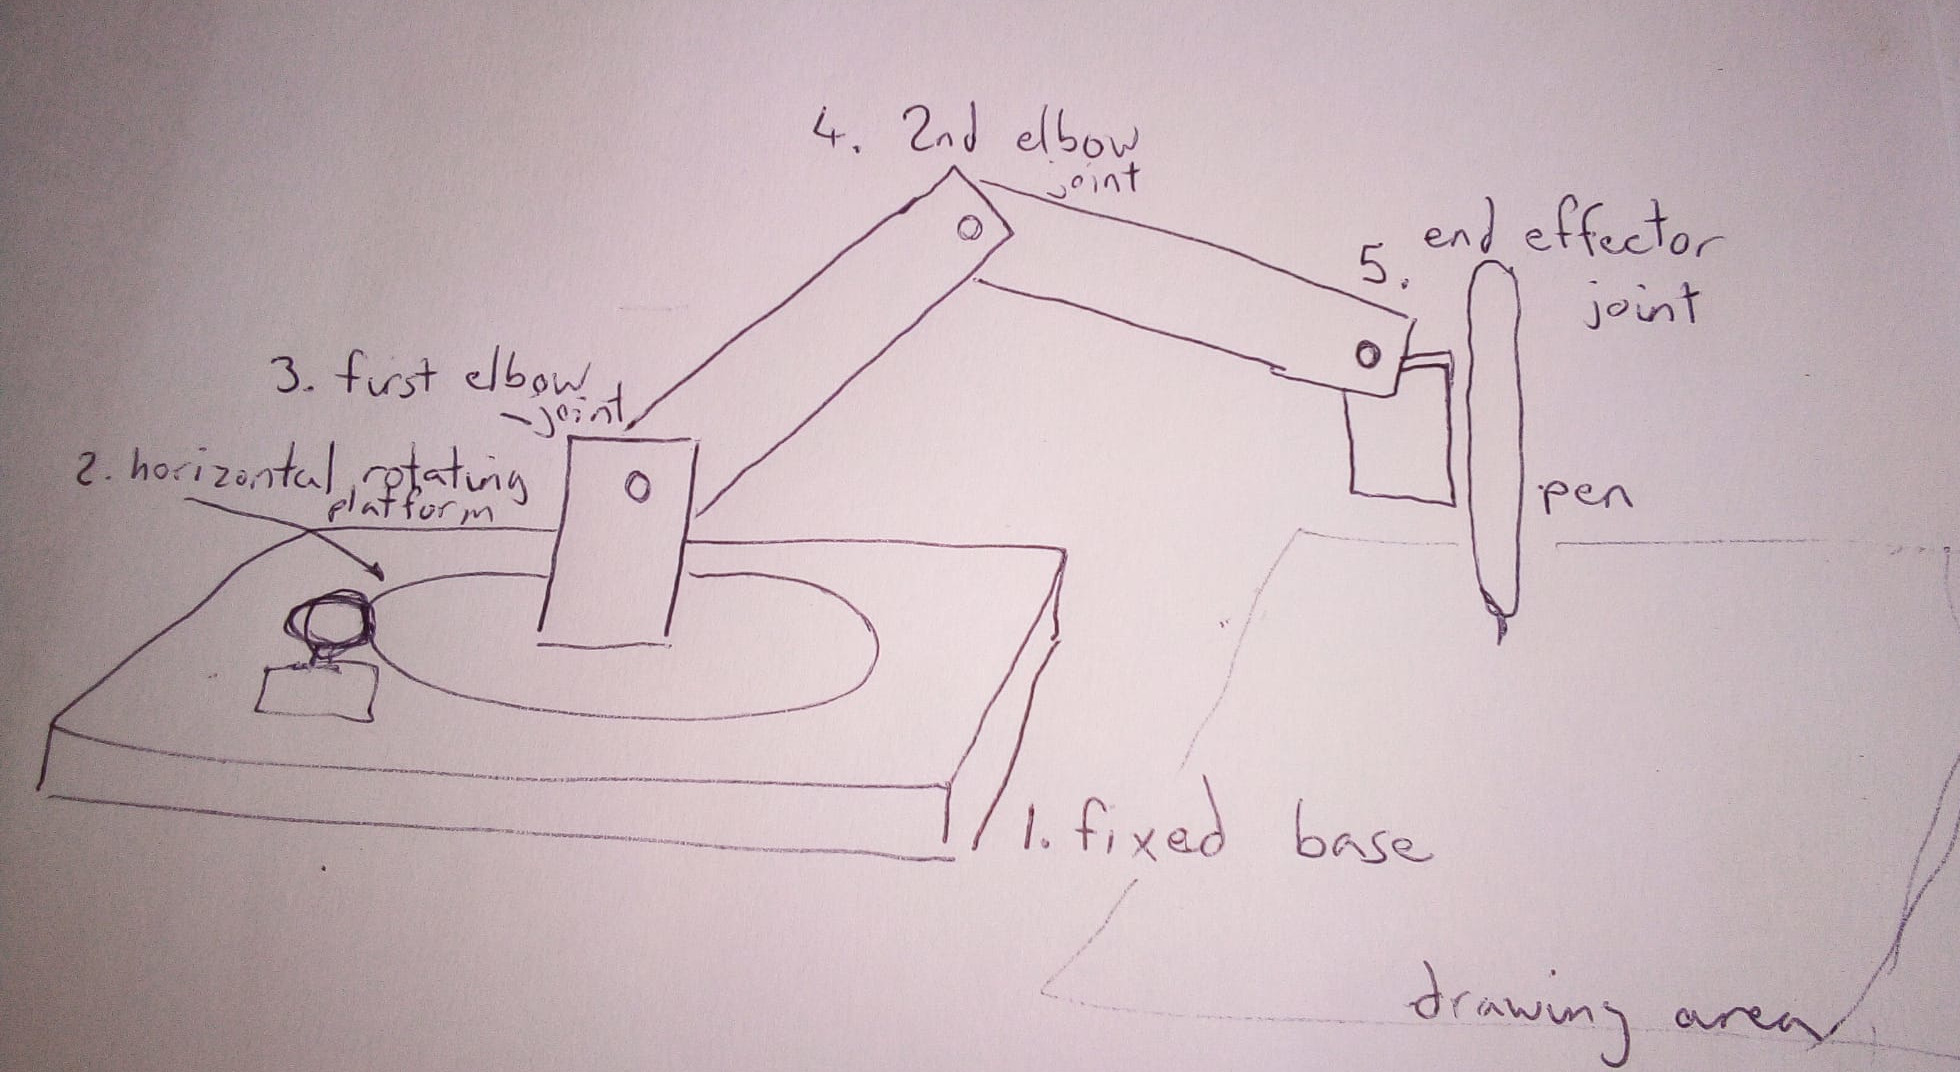 4. 2nd elbow
joint
5. end effector
joint
3. first elbow
joint
2. horizontal rotating
platform
pen
1. fixed base
drawing area